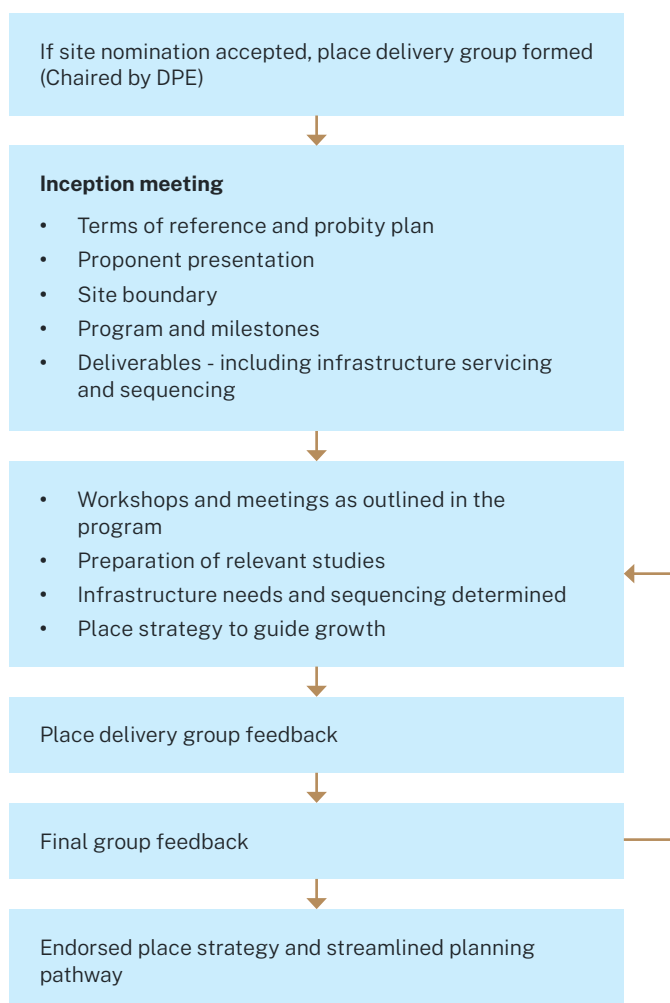 If site nomination accepted, place delivery group formed
(Chaired by DPE)
Inception meeting
• Terms of reference and probity plan
• Proponent presentation
• Site boundary
• Program and milestones
• Deliverables - including infrastructure servicing
and sequencing
• Workshops and meetings as outlined in the
program
• Preparation of relevant studies
• Infrastructure needs and sequencing determined
• Place strategy to guide growth
Place delivery group feedback
Final group feedback
Endorsed place strategy and streamlined planning
pathway